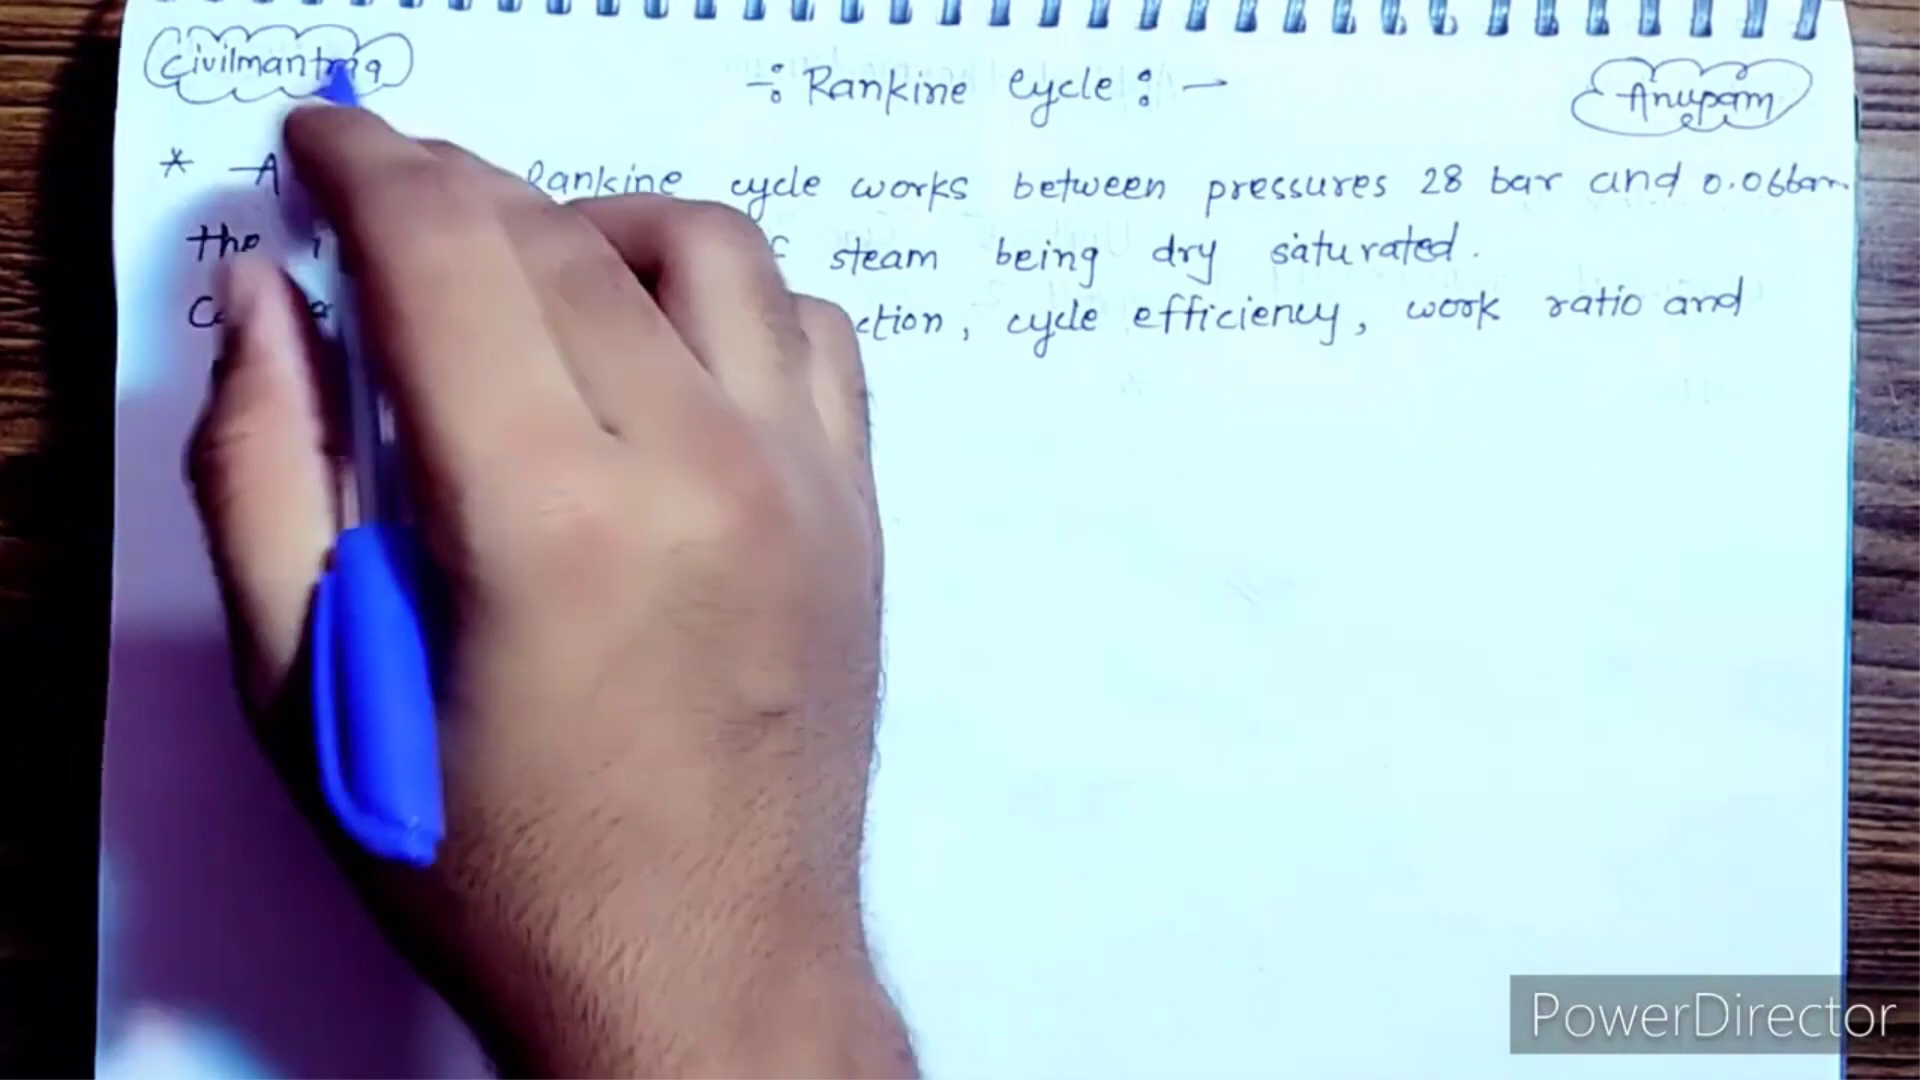 Civilmantra
-: Rankine Cycle :-
Anupam
* A Rankine cycle works between pressures 28 bar and 0.06bar.
the steam being dry saturated.
cycle efficiency, work ratio and
PowerDirector